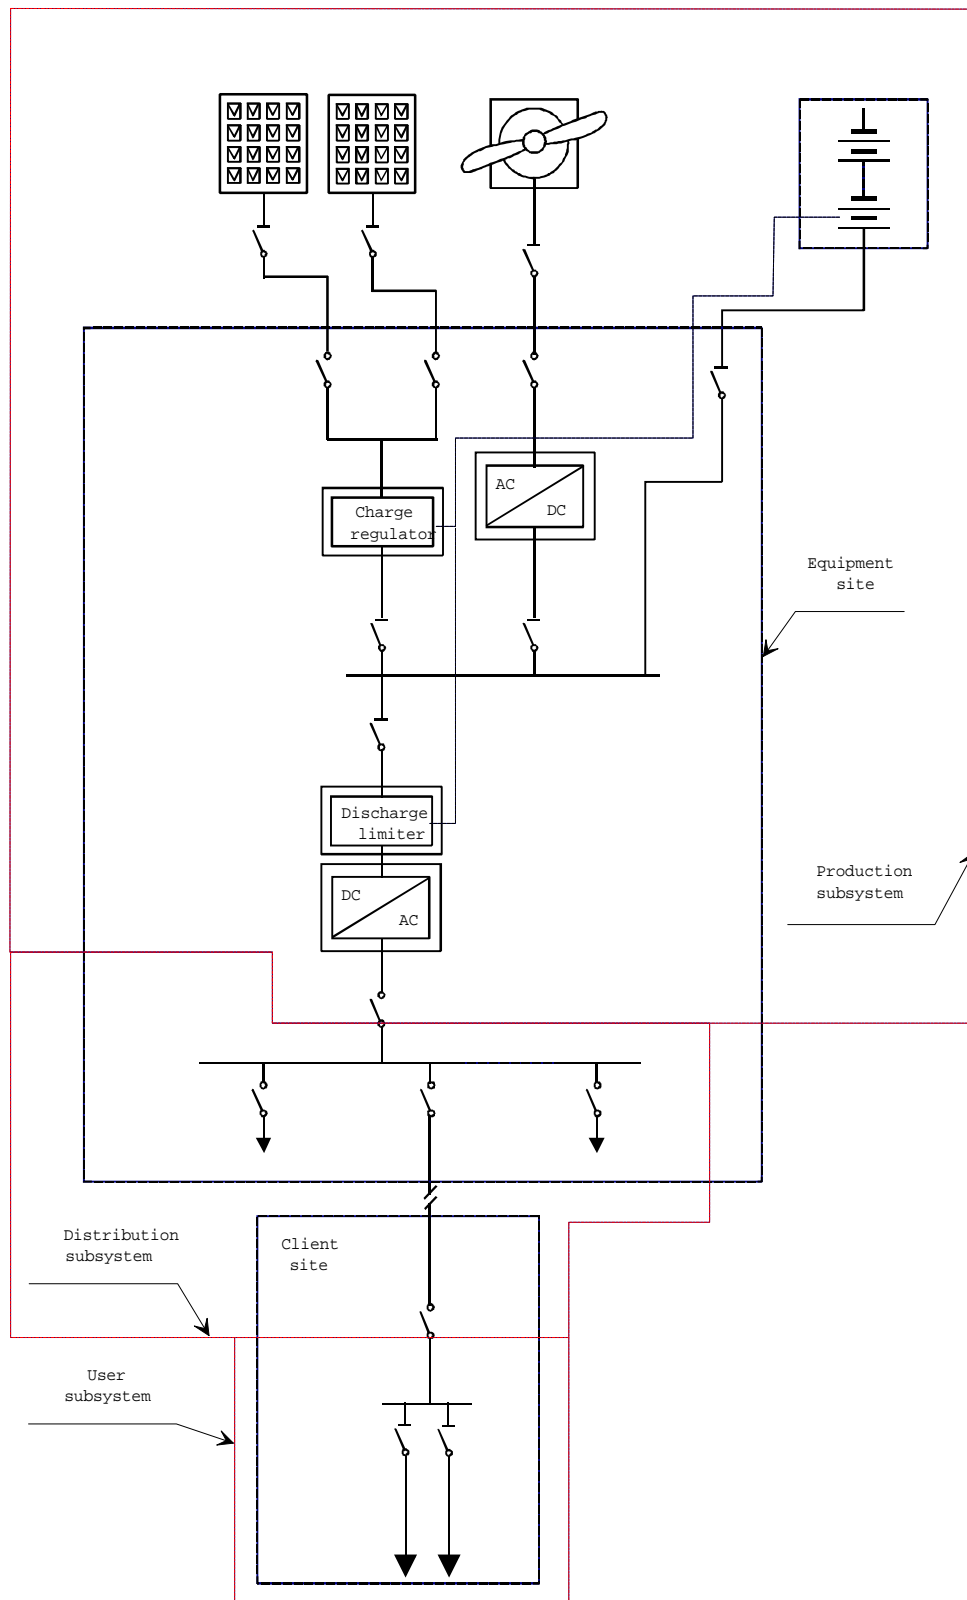 AC
DC
Charge
regulator
Equipment
site
Discharge
limiter
Production
subsystem
DC
AC
Distribution
subsystem
Client
site
User
subsystem